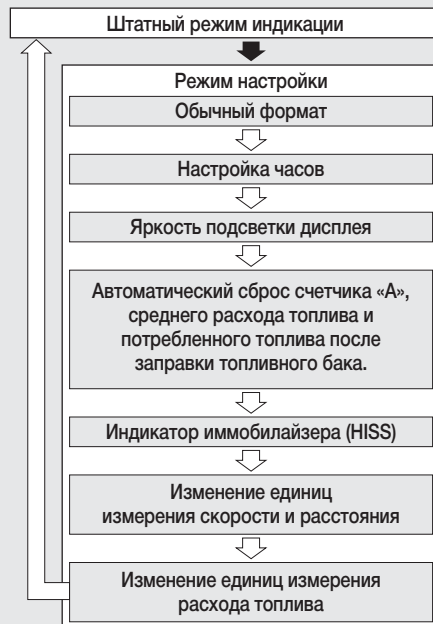 Штатный режим индикации
Режим настройки
Обычный формат
Настройка часов
Яркость подсветки дисплея
Автоматический сброс счетчика «А»,
среднего расхода топлива и
потребленного топлива после
заправки топливного бака.
Индикатор иммобилайзера (HISS)
Изменение единиц
измерения скорости и расстояния
Изменение единиц измерения
расхода топлива